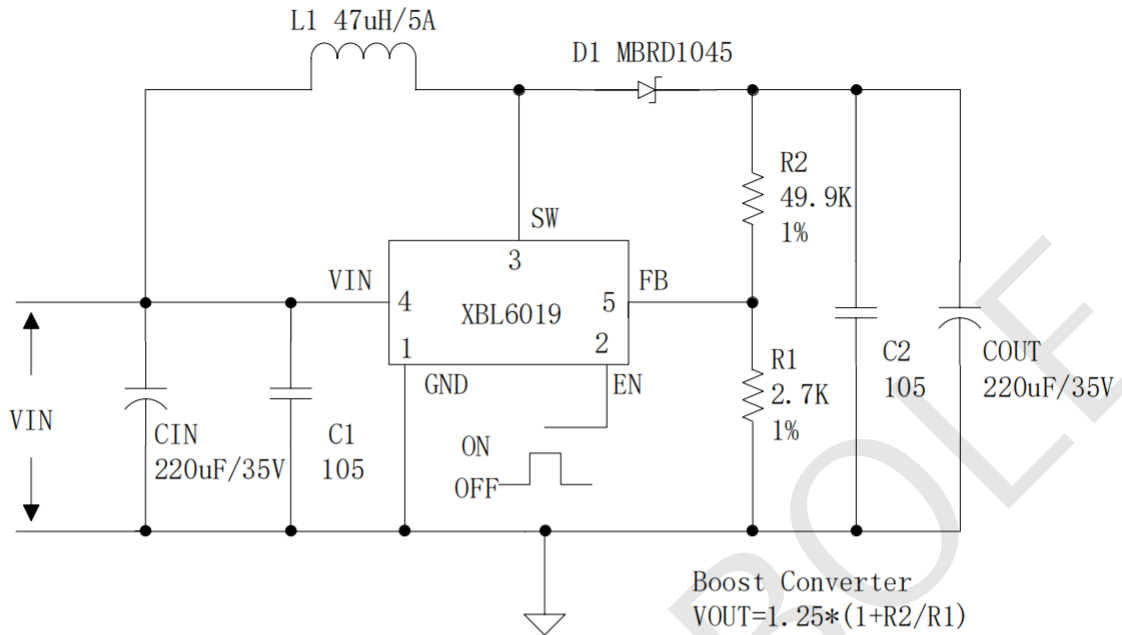 L1 47uH/5A
D1 MBRD1045
R2
49.9K
1%
SW
3
VIN
FB
4
XBL6019
5
1
2
GND
EN
R1
2.7K
1%
C2
105
COUT
220uF/35V
VIN
CIN
220uF/35V
C1
105
ON
OFF
Boost Converter
VOUT=1.25*(1+R2/R1)
BOLE